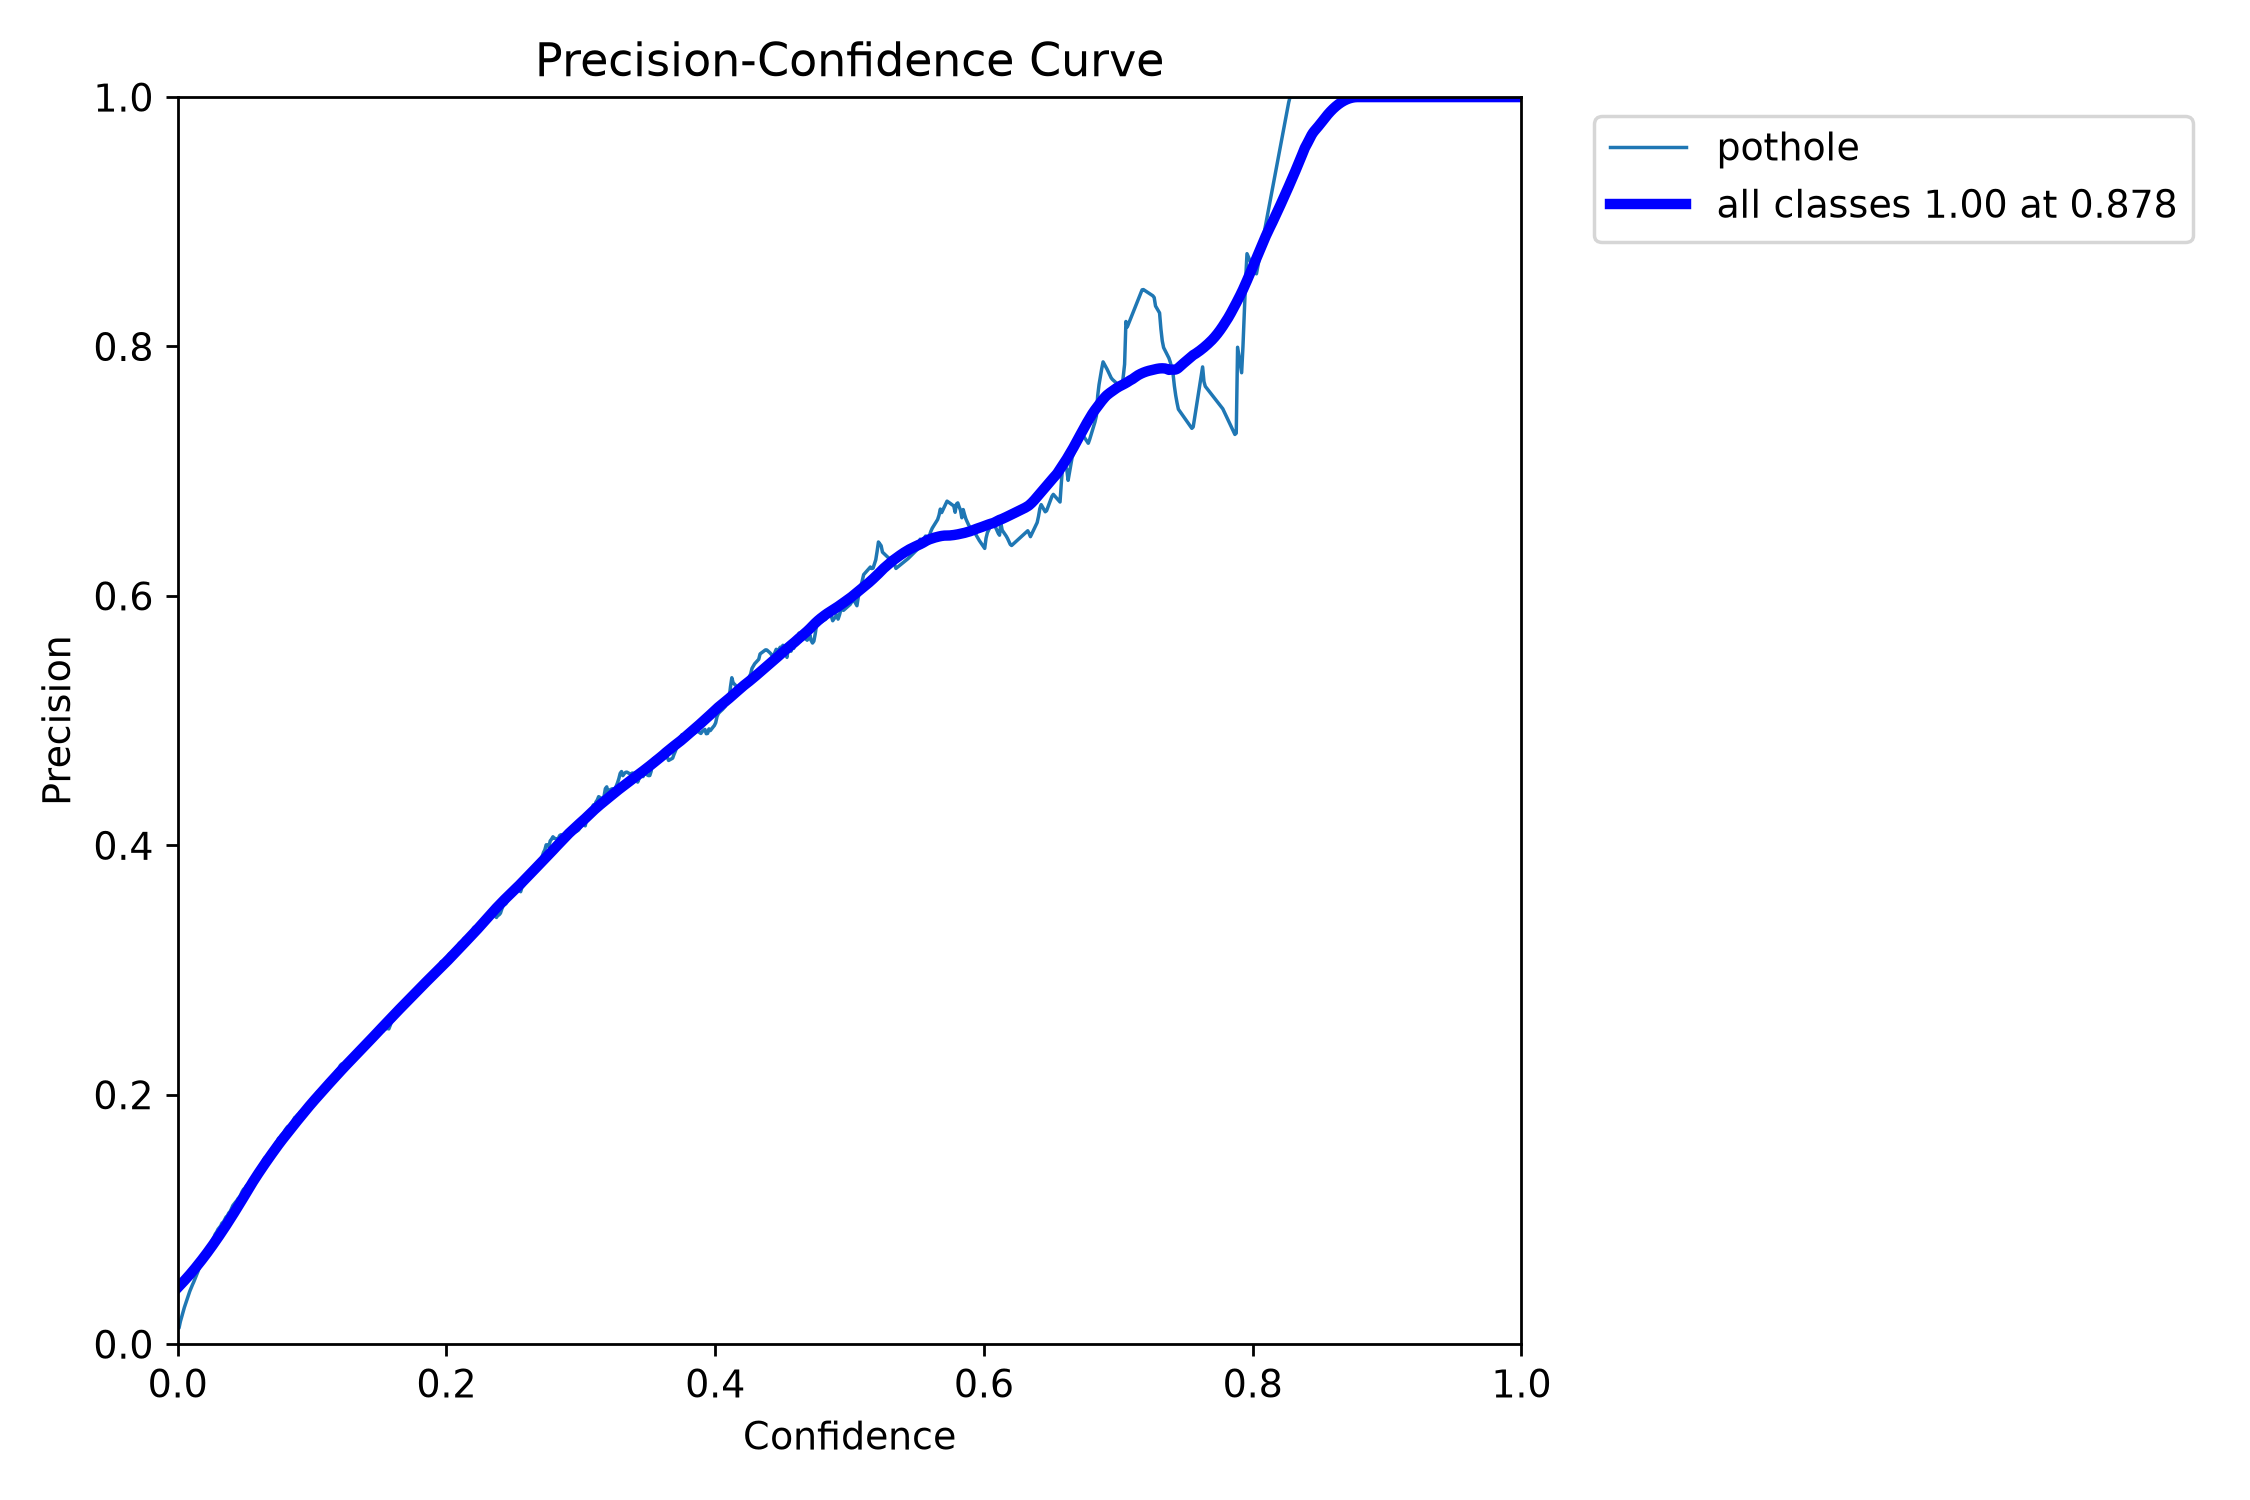 Precision-Confidence Curve
pothole
all classes 1.00 at 0.878
Precision
1.0
0.8
0.6
0.4
0.2
0.0
0.0 0.2 0.4 0.6 0.8 1.0
Confidence